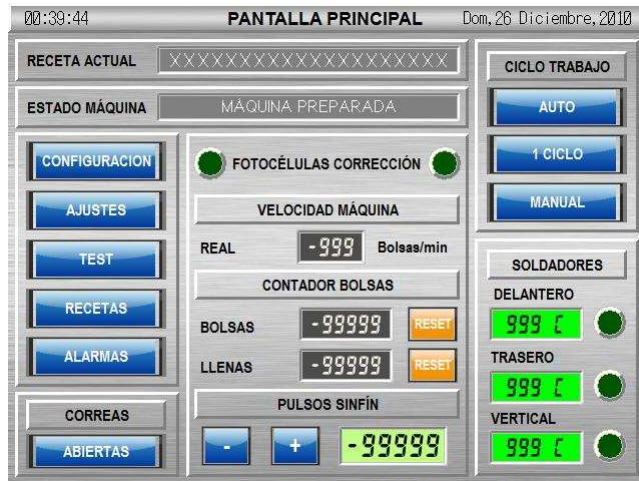 00:39:44 PANTALLA PRINCIPAL Dom,26 Diciembre,2010
RECETA ACTUAL XXXXXXXXXXXXXXXXXXXX
ESTADO MÁQUINA MÁQUINA PREPARADA
CONFIGURACION
AJUSTES
TEST
RECETAS
ALARMAS
CORREAS
ABIERTAS
FOTOCÉLULAS CORRECCIÓN
VELOCIDAD MÁQUINA
REAL -999 Bolsas/min
CONTADOR BOLSAS
BOLSAS -99999 RESET
LLENAS -99999 RESET
PULSOS SINFÍN
- + -99999
CICLO TRABAJO
AUTO
1 CICLO
MANUAL
SOLDADORES
DELANTERO
999 C
TRASERO
999 C
VERTICAL
999 C